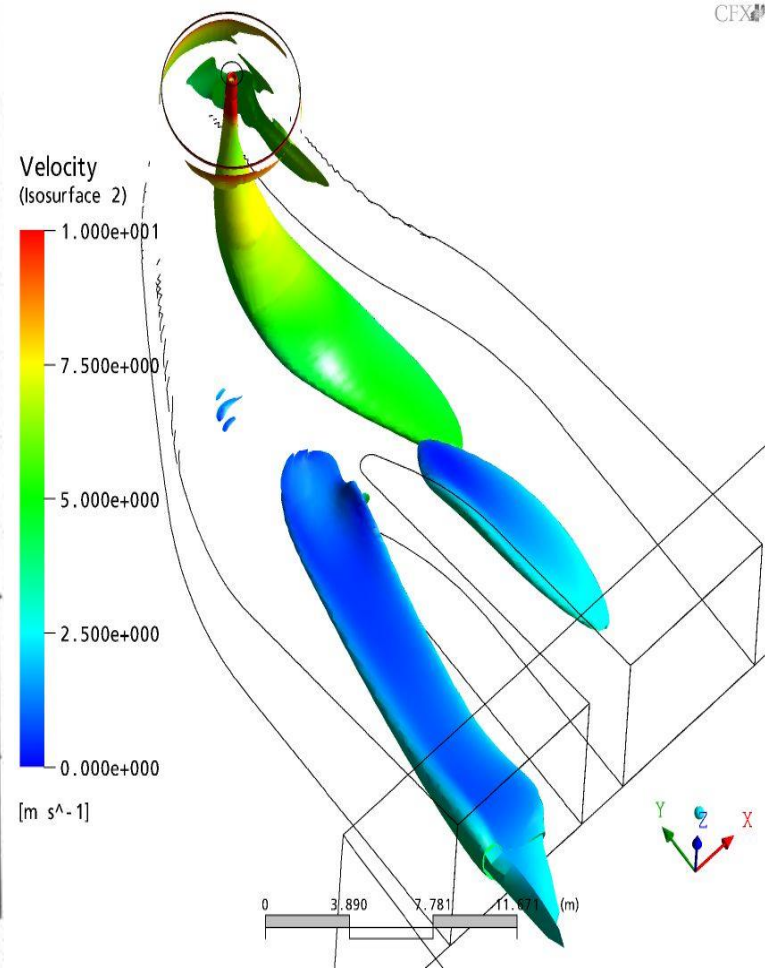 CFX
Velocity
(Isosurface 2)
1.000e+001
7.500e+000
5.000e+000
2.500e+000
0.000e+000
[m s^-1]
Y
Z
X
0 3.890 7.781 11.671 (m)